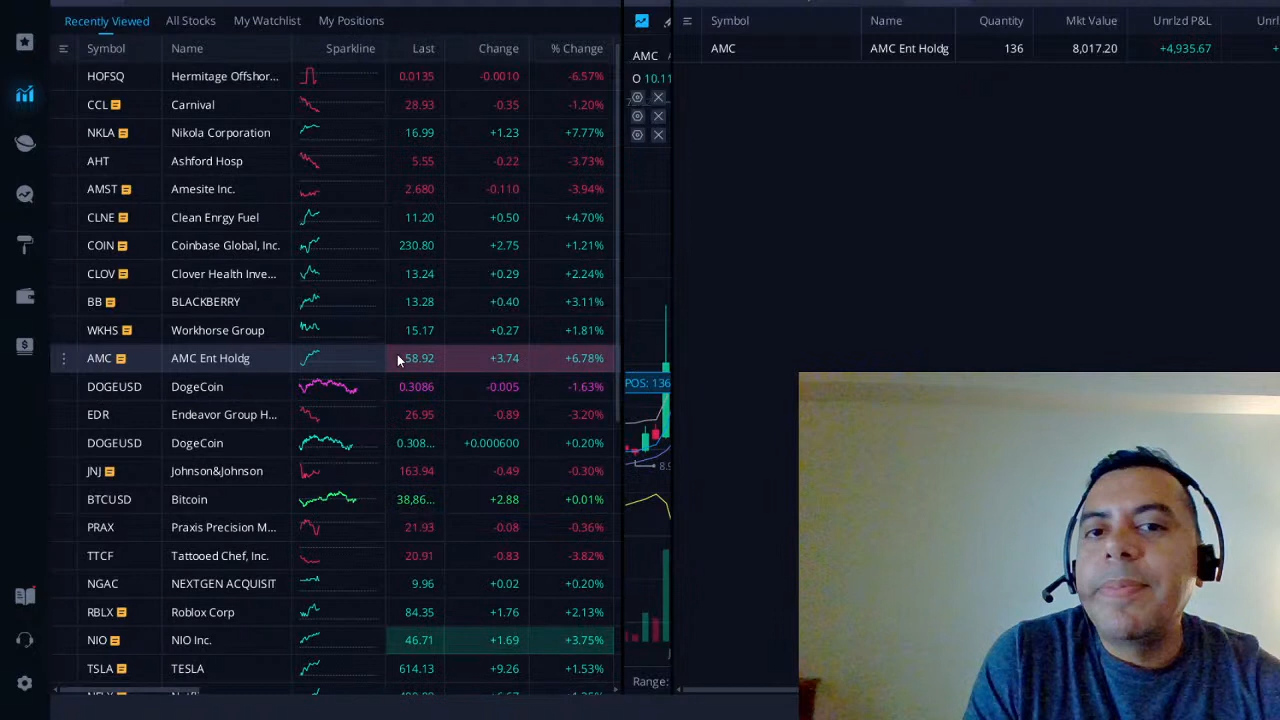 Recently Viewed All Stocks My Watchlist My Positions
Symbol Name Sparkline Last Change % Change
HOFSQ Hermitage Offshor... 0.0135 -0.0010 -6.57%
CCL Carnival 28.93 -0.35 -1.20%
NKLA Nikola Corporation 16.99 +1.23 +7.77%
AHT Ashford Hosp 5.55 -0.22 -3.73%
AMST Amesite Inc. 2.680 -0.110 -3.94%
CLNE Clean Enrgy Fuel 11.20 +0.50 +4.70%
COIN Coinbase Global, Inc. 230.80 +2.75 +1.21%
CLOV Clover Health Inve... 13.24 +0.29 +2.24%
BB BLACKBERRY 13.28 +0.40 +3.11%
WKHS Workhorse Group 15.17 +0.27 +1.81%
AMC AMC Ent Holdg 58.92 +3.74 +6.78%
DOGEUSD DogeCoin 0.3086 -0.005 -1.63%
EDR Endeavor Group H... 26.95 -0.89 -3.20%
DOGEUSD DogeCoin 0.308... +0.000600 +0.20%
JNJ Johnson&Johnson 163.94 -0.49 -0.30%
BTCUSD Bitcoin 38,86... +2.88 +0.01%
PRAX Praxis Precision M... 21.93 -0.08 -0.36%
TTCF Tattooed Chef, Inc. 20.91 -0.83 -3.82%
NGAC NEXTGEN ACQUISIT 9.96 +0.02 +0.20%
RBLX Roblox Corp 84.35 +1.76 +2.13%
NIO NIO Inc. 46.71 +1.69 +3.75%
TSLA TESLA 614.13 +9.26 +1.53%
AMC
O 10.11
POS: 136
Range:
Symbol Name Quantity Mkt Value Unrlzd P&L
AMC AMC Ent Holdg 136 8,017.20 +4,935.67